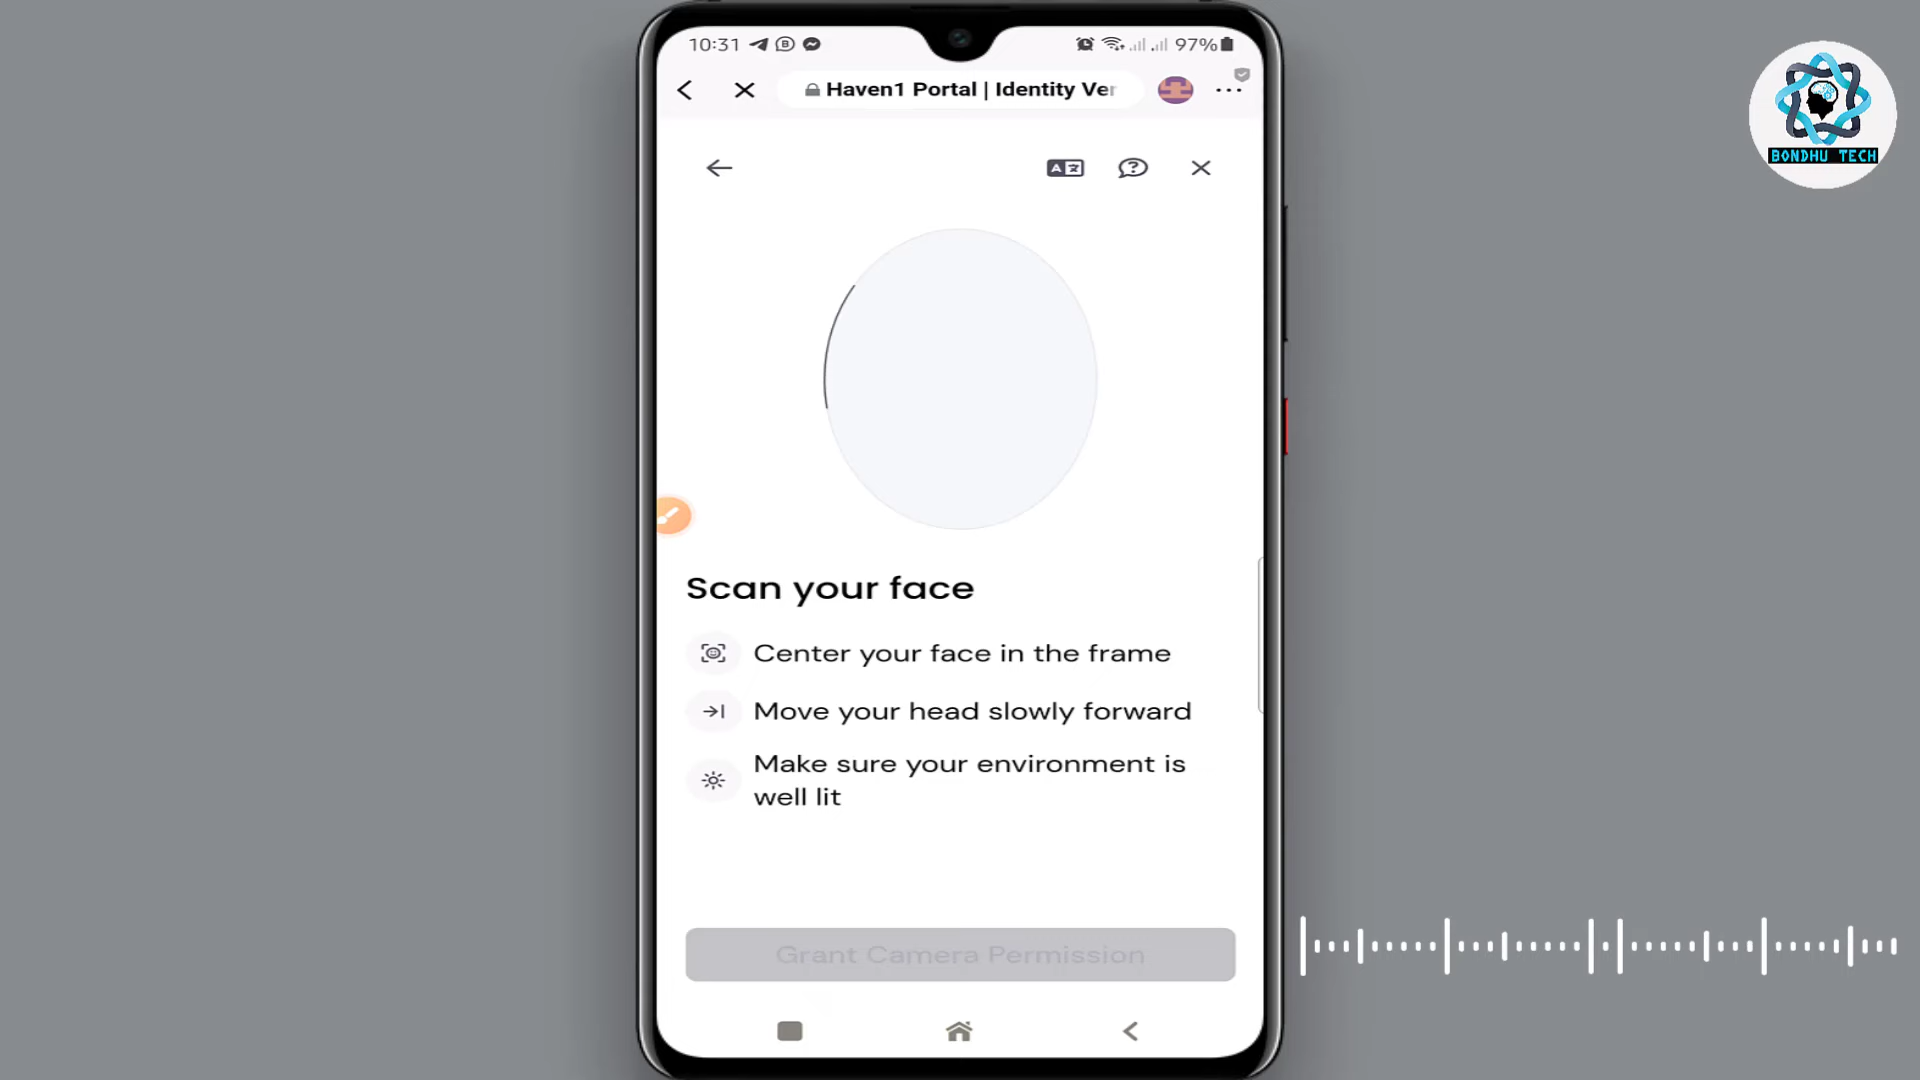 10:31
97%
Haven1 Portal | Identity Ver
BONDHU TECH
Scan your face
Center your face in the frame
Move your head slowly forward
Make sure your environment is
well lit
Grant Camera Permission